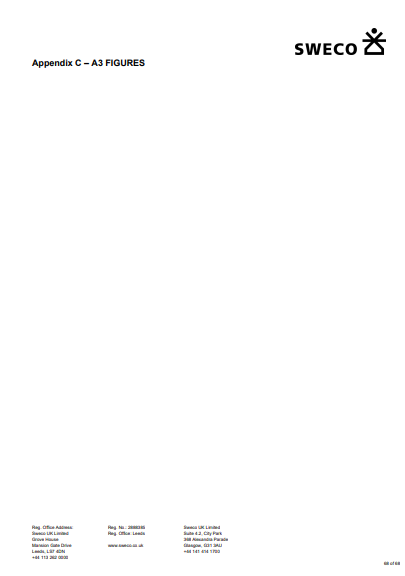 SWECO
Appendix C – A3 FIGURES
Reg. Office Address:
Sweco UK Limited
Grove House
Mansion Gate Drive
Leeds, LS7 4DN
+44 113 262 0000
Reg. No.: 2888385
Reg. Office: Leeds
www.sweco.co.uk
Sweco UK Limited
Suite 4.2, City Park
368 Alexandra Parade
Glasgow, G31 3AU
+44 141 414 1700
68 of 68